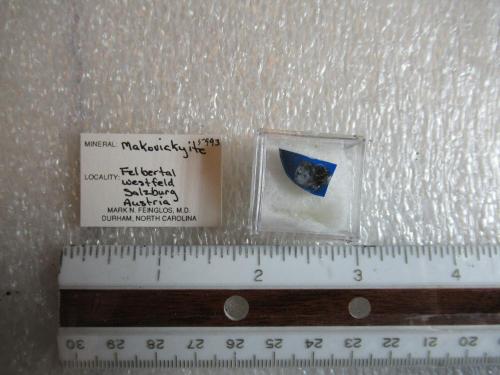 MINERAL: Makovickyite 5993
LOCALITY: Felbertal
Westfeld
Salzburg
Austria
MARK N. FEINGLOS, M.D.
DURHAM, NORTH CAROLINA
1 2 3 4
30 29 28 27 26 25 24 23 22 21 20